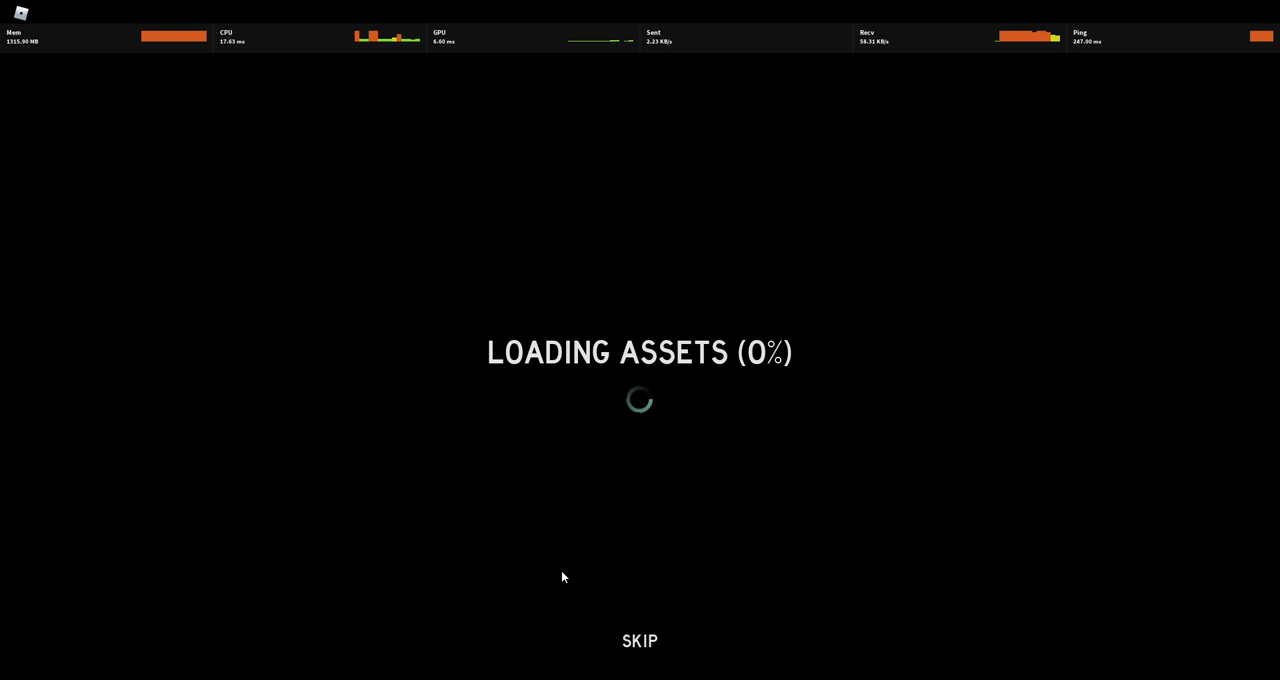 Mem
1315.90 MB
CPU
17.63 ms
GPU
6.60 ms
Sent
2.23 KB/s
Recv
58.31 KB/s
Ping
247.00 ms
LOADING ASSETS (0%)
SKIP